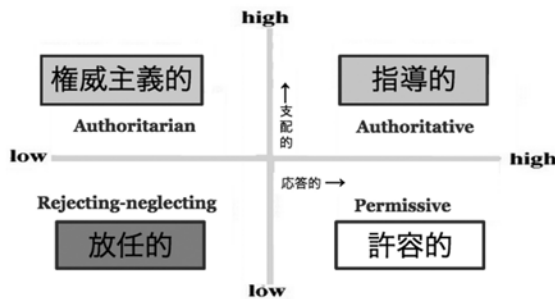 high
権威主義的
指導的
↑支配的
Authoritarian
Authoritative
low
high
応答的→
Rejecting-neglecting
Permissive
放任的
許容的
low